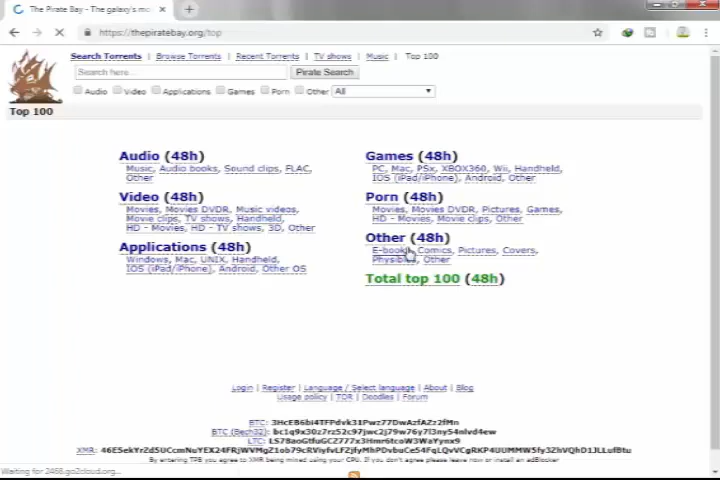 The Pirate Bay - The galaxy's mo
https://thepiratebay.org/top
Search Torrents | Browse Torrents | Recent Torrents | TV shows | Music | Top 100
Search here...
Pirate Search
Audio Video Applications Games Porn Other All
Top 100
Audio (48h)
Music, Audio books, Sound clips, FLAC,
Other
Video (48h)
Movies, Movies DVDR, Music videos,
Movie clips, TV shows, Handheld,
HD - Movies, HD - TV shows, 3D, Other
Applications (48h)
Windows, Mac, UNIX, Handheld,
IOS (iPad/iPhone), Android, Other OS
Games (48h)
PC, Mac, PSx, XBOX360, Wii, Handheld,
IOS (iPad/iPhone), Android, Other
Porn (48h)
Movies, Movies DVDR, Pictures, Games,
HD - Movies, Movie clips, Other
Other (48h)
Comics, Pictures, Covers,
Other
Total top 100 (48h)
Login | Register | Language / Select language | About | Blog
Usage policy | TOR | Doodles | Forum
BTC:
BTC (Bech32):
LTC:
XMR:
By entering TPB you agree to XMR being mined using your CPU. If you don't agree please leave now or install an adBlocker
Waiting for 2468.go2cloud.org...